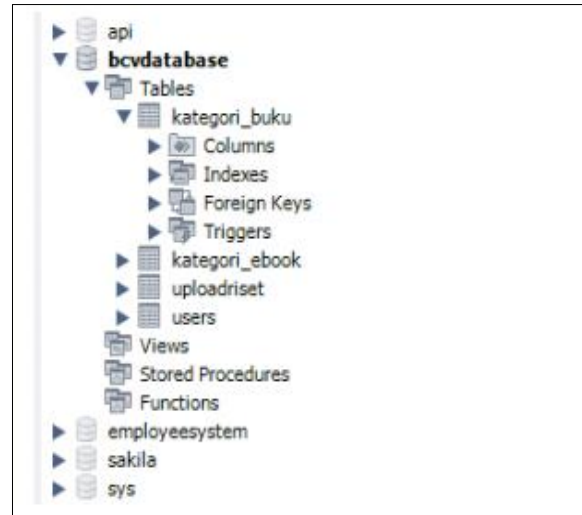 api
bcvdatabase
Tables
kategori_buku
Columns
Indexes
Foreign Keys
Triggers
kategori_ebook
uploadriset
users
Views
Stored Procedures
Functions
employeesystem
sakila
sys